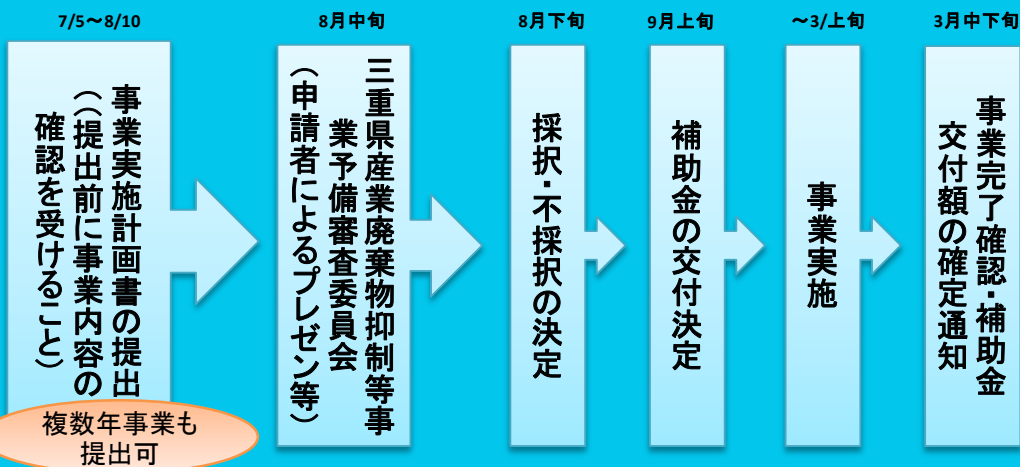 7/5～8/10
事業実施計画書の提出
（（提出前に事業内容の
確認を受けること）
複数年事業も
提出可
8月中旬
三重県産業廃棄物抑制等事
業予備審査委員会
（申請者によるプレゼン等）
8月下旬
採択・不採択の決定
9月上旬
補助金の交付決定
～3/上旬
事業実施
3月中下旬
事業完了確認・補助金
交付額の確定通知